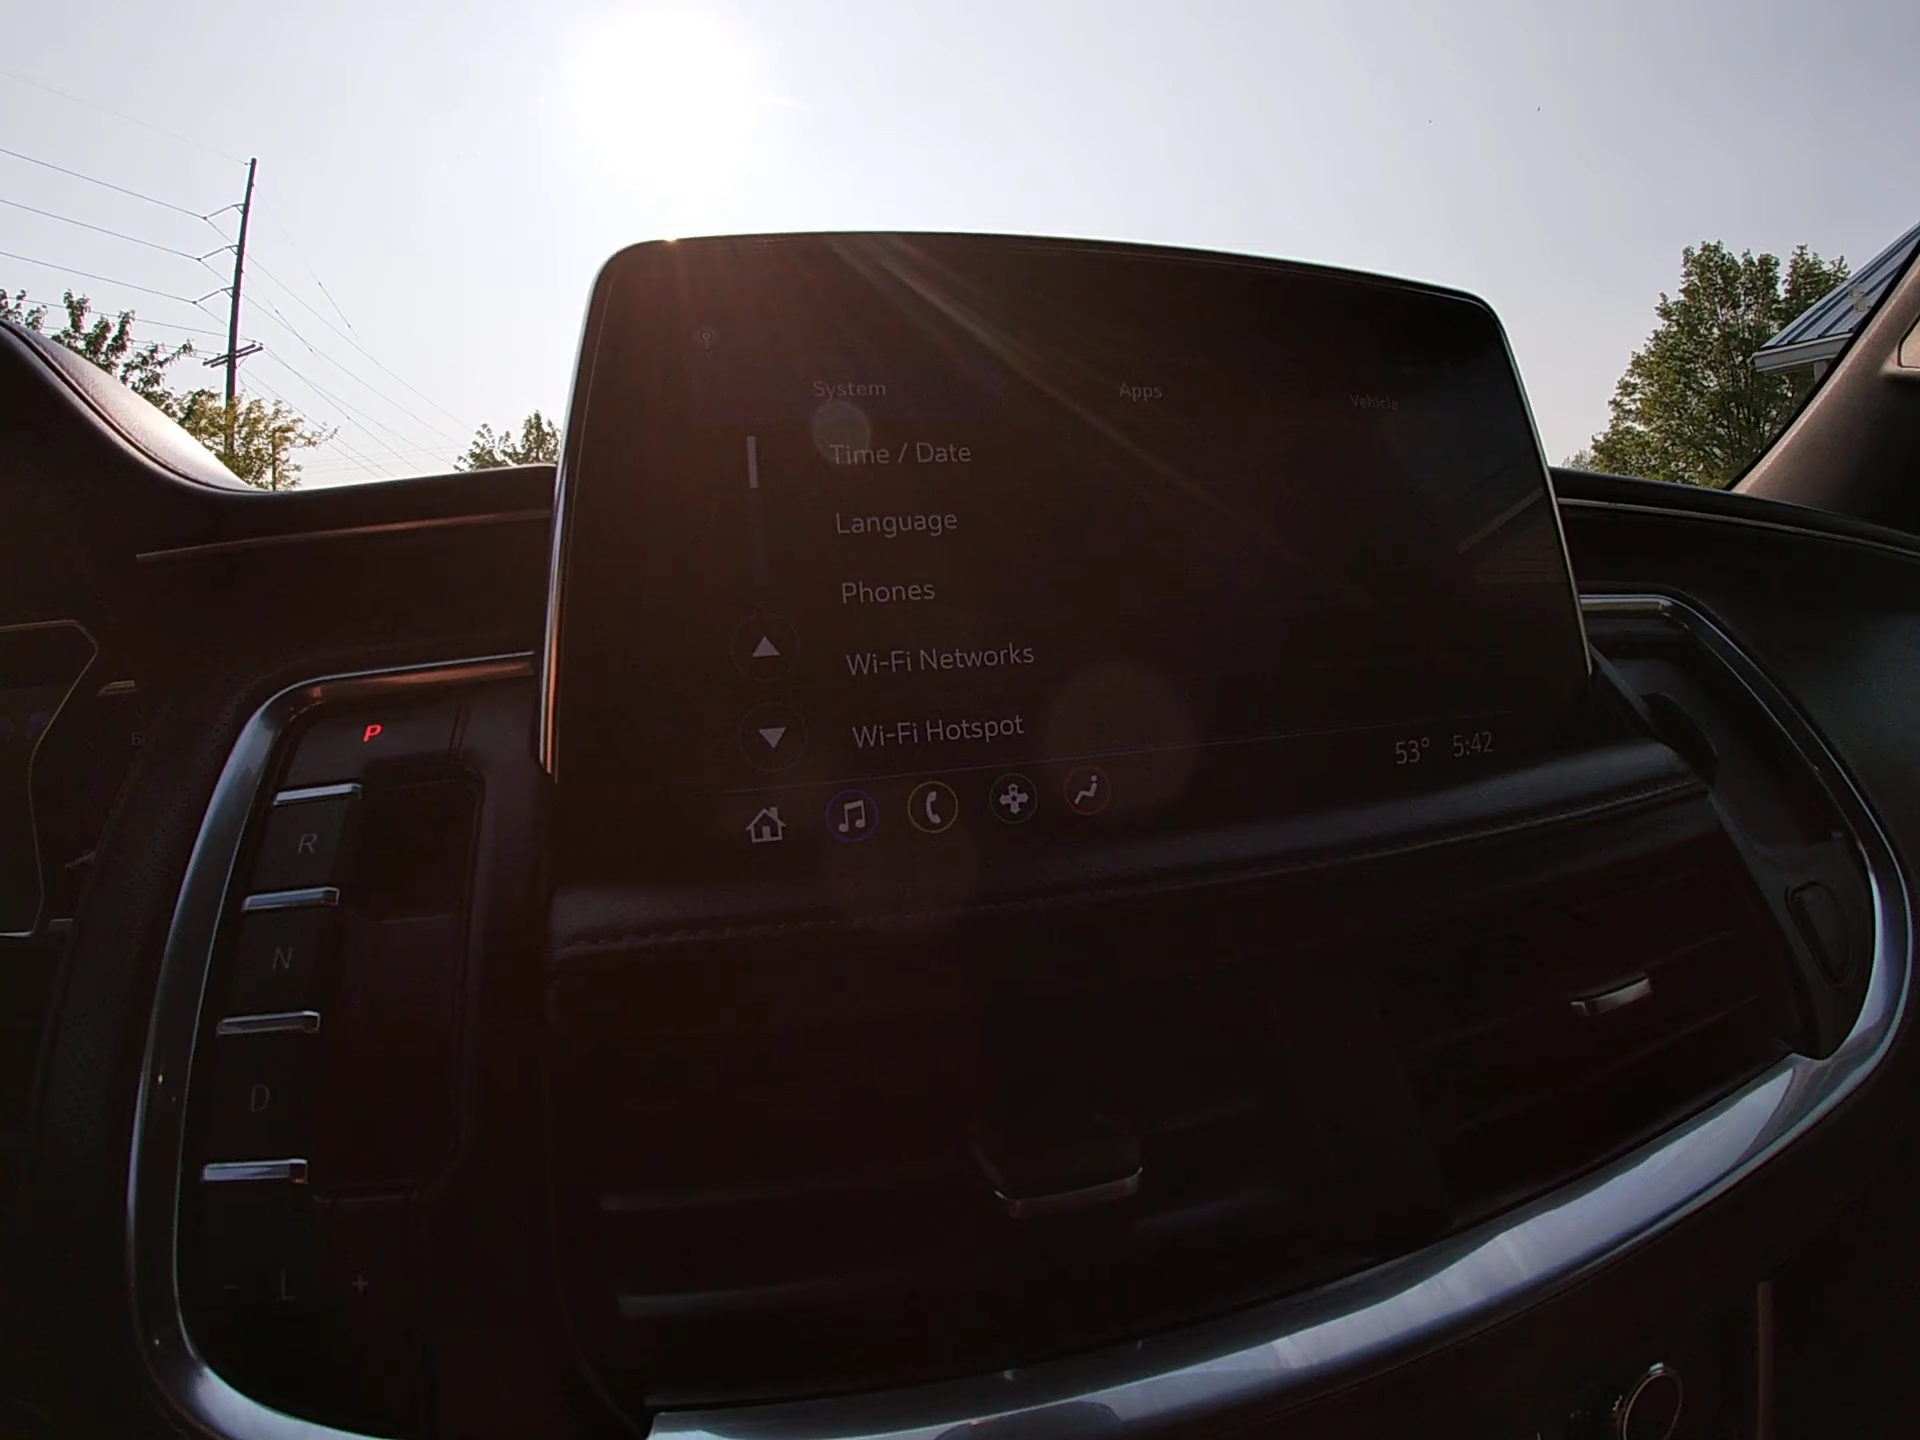 System Apps Vehicle
Time / Date
Language
Phones
Wi-Fi Networks
Wi-Fi Hotspot
53° 5:42
P
R
N
D
- L +